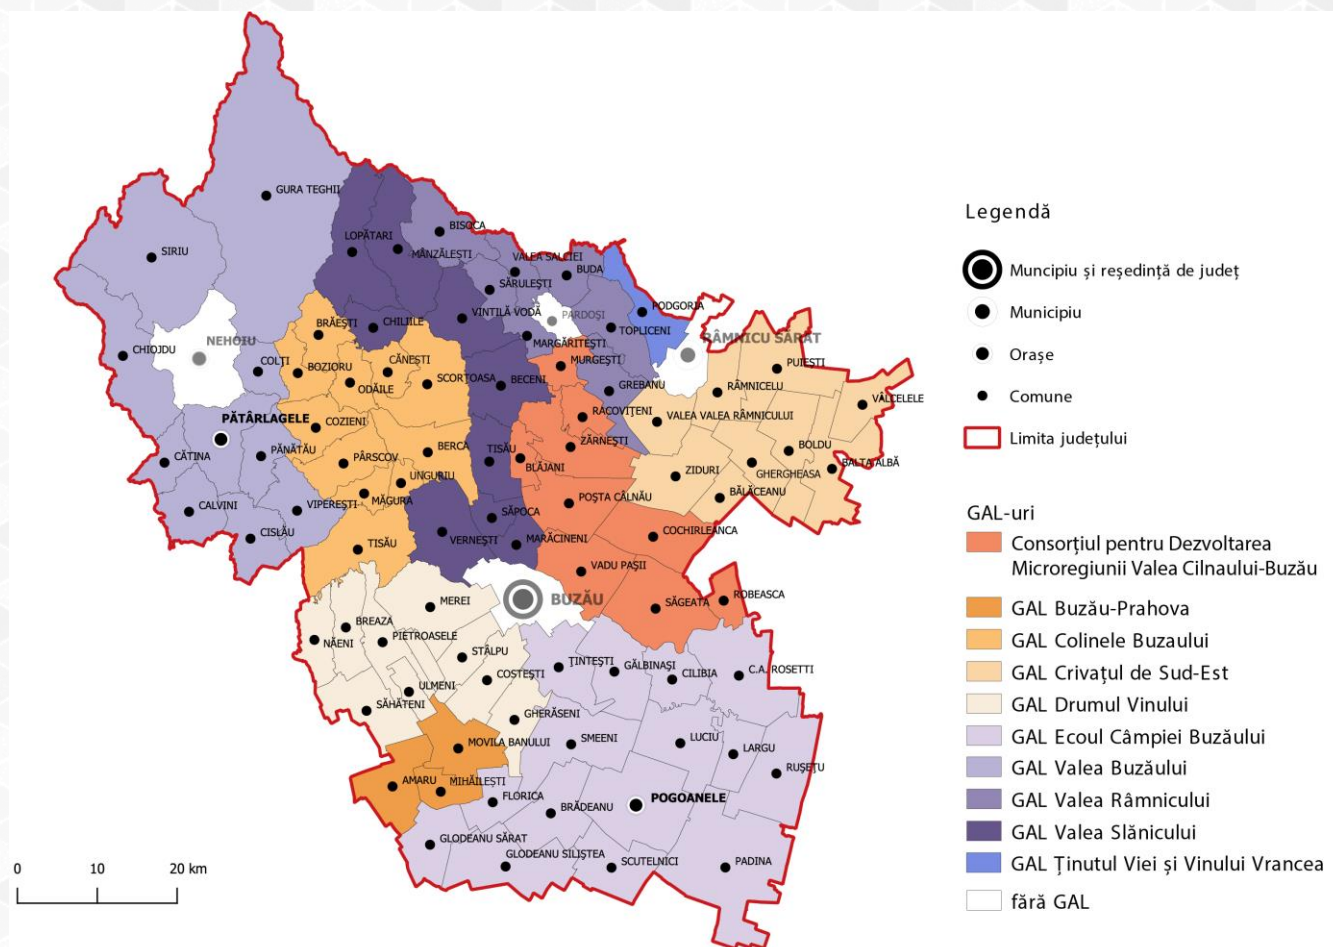 GURA TEGHII
SIRIU
LOPĂTARI
BISOCA
MÂNZĂLEȘTI
VALEA SALCIEI
BUDA
SĂRULEȘTI
PODGORIA
VINTILĂ VODĂ
PARDOȘI
TOPLICENI
BRĂEȘTI
CHILIILE
NEHOIU
MARGĂRITEȘTI
RÂMNICU SĂRAT
CHIOJDU
COLȚI
BOZIORU
CĂNEȘTI
MURGEȘTI
PUIEȘTI
ODĂILE
SCORȚOASA
BECENI
GREBANU
RÂMNICELU
VÂLCELELE
PĂTÂRLAGELE
COZIENI
RACOVIȚENI
VALEA VALEA RÂMNICULUI
ZĂRNEȘTI
BOLDU
CĂTINA
PĂNĂTĂU
PÂRSCOV
BERCA
TISĂU
BLĂJANI
GHERGHEASA
BALTA ALBĂ
UNGURIU
ZIDURI
MĂGURA
BĂLĂCEANU
CALVINI
VIPEREȘTI
SĂPOCA
POȘTA CÂLNĂU
CISLĂU
TISĂU
VERNEȘTI
MARĂCINENI
COCHIRLEANCA
VADU PAȘII
BUZĂU
MEREI
SĂGEATA
ROBEASCA
BREAZA
NĂENI
PIETROASELE
STÂLPU
ȚINTEȘTI
GĂLBINAȘI
CILIBIA
C.A. ROSETTI
COSTEȘTI
ULMENI
SĂHĂTENI
GHERĂSENI
MOVILA BANULUI
SMEENI
LUCIU
LARGU
RUȘEȚU
AMARU
MIHĂILEȘTI
FLORICA
BRĂDEANU
POGOANELE
GLODEANU SĂRAT
GLODEANU SILIȘTEA
SCUTELNICI
PADINA
0 10 20 km
Legendă
Muncipiu și reședință de județ
Municipiu
Orașe
Comune
Limita județului
GAL-uri
Consorțiul pentru Dezvoltarea
Microregiunii Valea Cilnaului-Buzău
GAL Buzău-Prahova
GAL Colinele Buzaului
GAL Crivațul de Sud-Est
GAL Drumul Vinului
GAL Ecoul Câmpiei Buzăului
GAL Valea Buzăului
GAL Valea Râmnicului
GAL Valea Slănicului
GAL Ținutul Viei și Vinului Vrancea
fără GAL